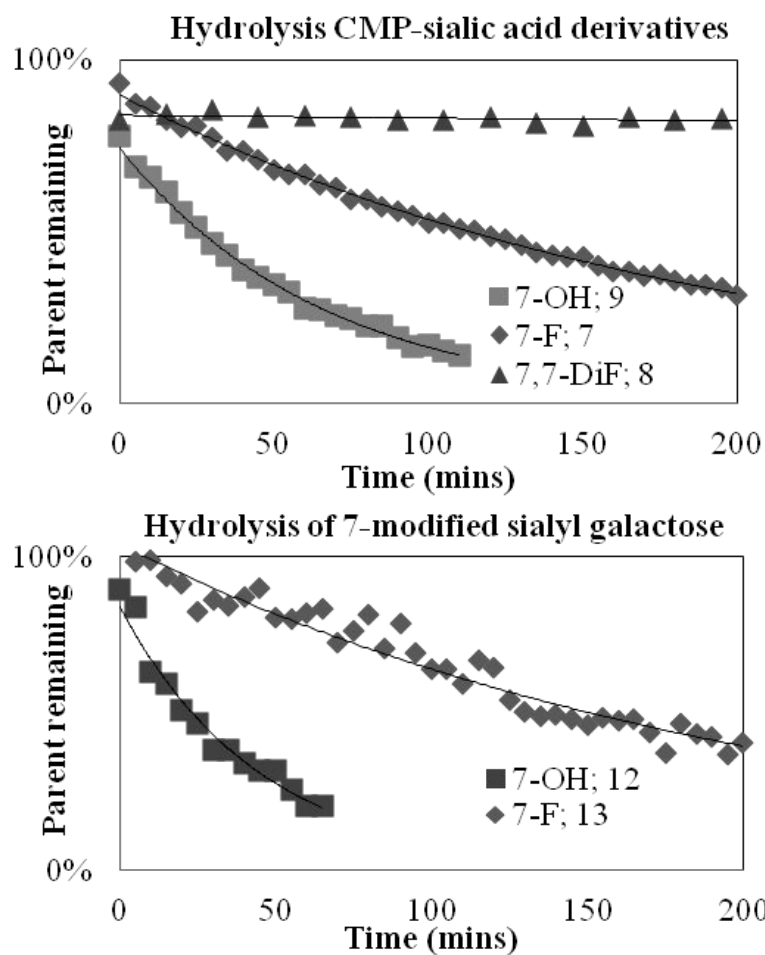 Hydrolysis CMP-sialic acid derivatives
100%
Parent remaining
7-OH; 9
7-F; 7
7,7-DiF; 8
0%
0 50 100 150 200
Time (mins)
Hydrolysis of 7-modified sialyl galactose
100%
Parent remaining
7-OH; 12
7-F; 13
0%
0 50 100 150 200
Time (mins)